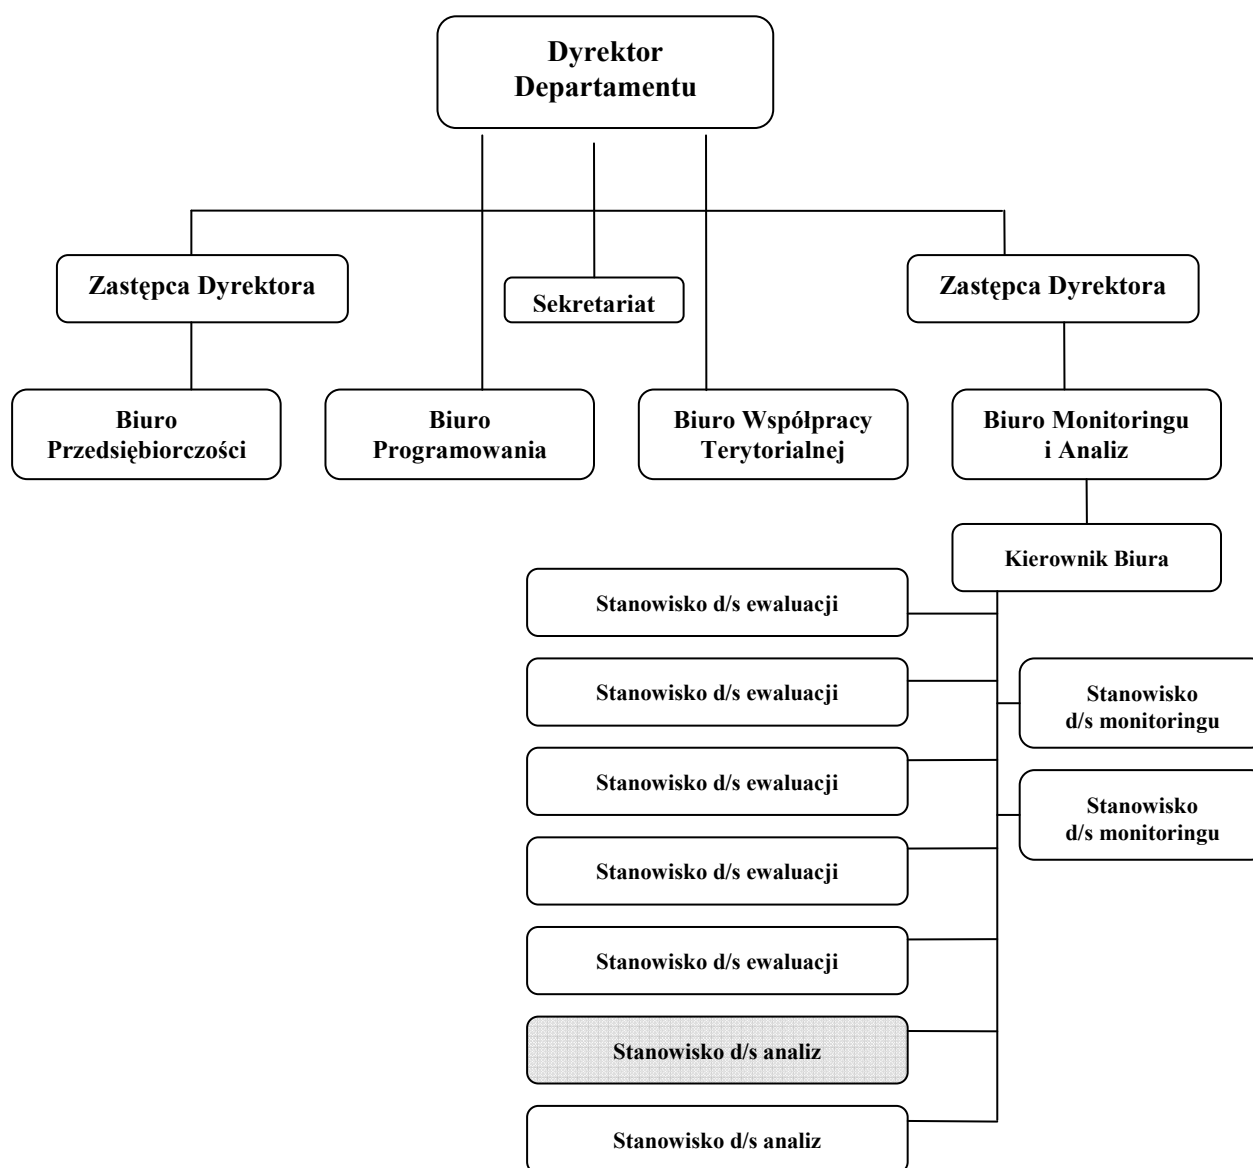 Dyrektor
Departamentu
Zastępca Dyrektora
Sekretariat
Zastępca Dyrektora
Biuro
Przedsiębiorczości
Biuro
Programowania
Biuro Współpracy
Terytorialnej
Biuro Monitoringu
i Analiz
Kierownik Biura
Stanowisko d/s ewaluacji
Stanowisko d/s ewaluacji
Stanowisko
d/s monitoringu
Stanowisko d/s ewaluacji
Stanowisko
d/s monitoringu
Stanowisko d/s ewaluacji
Stanowisko d/s ewaluacji
Stanowisko d/s analiz
Stanowisko d/s analiz